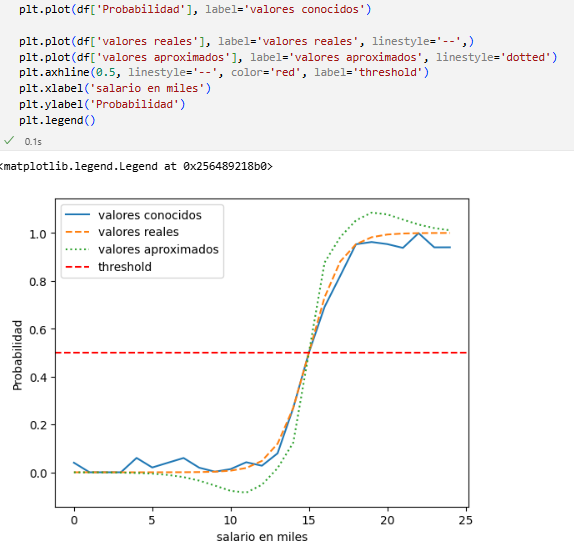 plt.plot(df['Probabilidad'], label='valores conocidos')
plt.plot(df['valores reales'], label='valores reales', linestyle='--',)
plt.plot(df['valores aproximados'], label='valores aproximados', linestyle='dotted')
plt.axhline(0.5, linestyle='--', color='red', label='threshold')
plt.xlabel('salario en miles')
plt.ylabel('Probabilidad')
plt.legend()
0.1s
<matplotlib.legend.Legend at 0x256489218b0>
valores conocidos
valores reales
valores aproximados
threshold
1.0
0.8
0.6
0.4
0.2
0.0
Probabilidad
0 5 10 15 20 25
salario en miles